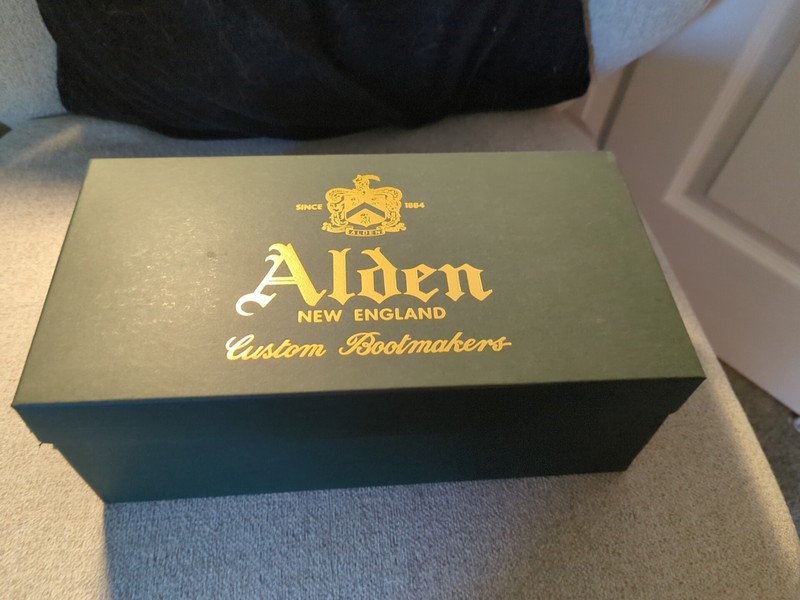 SINCE 1884
ALDEN
Alden
NEW ENGLAND
Custom Bootmakers